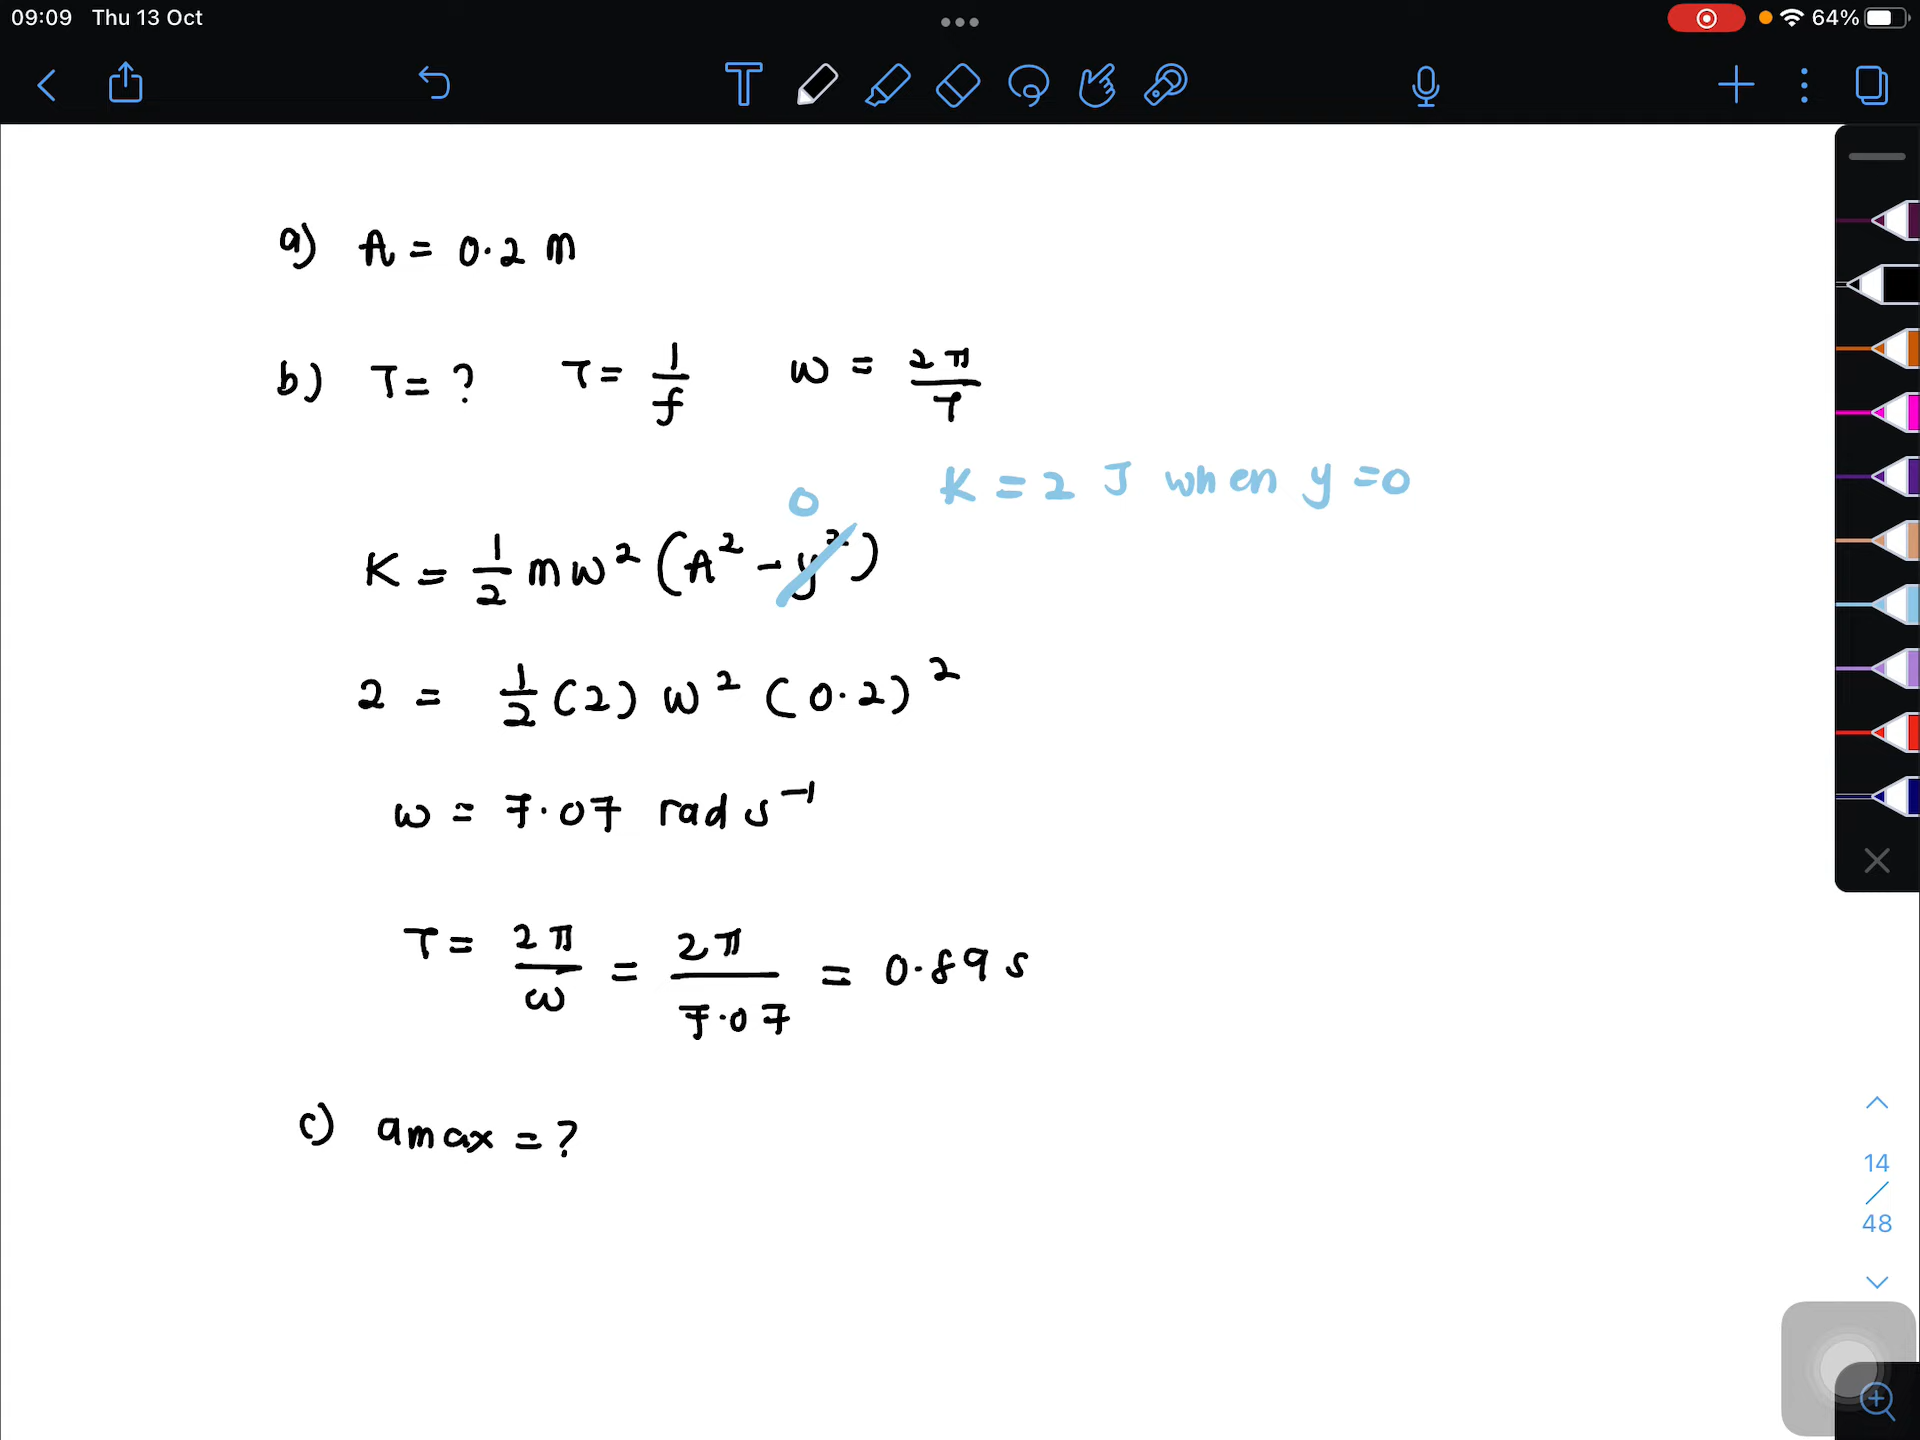 09:09 Thu 13 Oct
64%
T
a) A = 0.2 m
b) T = ? T = 1/f ω = 2π/T
K = 2 J when y = 0
0
K = 1/2 mω² (A² - y²)
2 = 1/2 (2) ω² (0.2)²
ω = 7.07 rad s⁻¹
T = 2π/ω = 2π/7.07 = 0.89 s
c) amax = ?
14
/
48